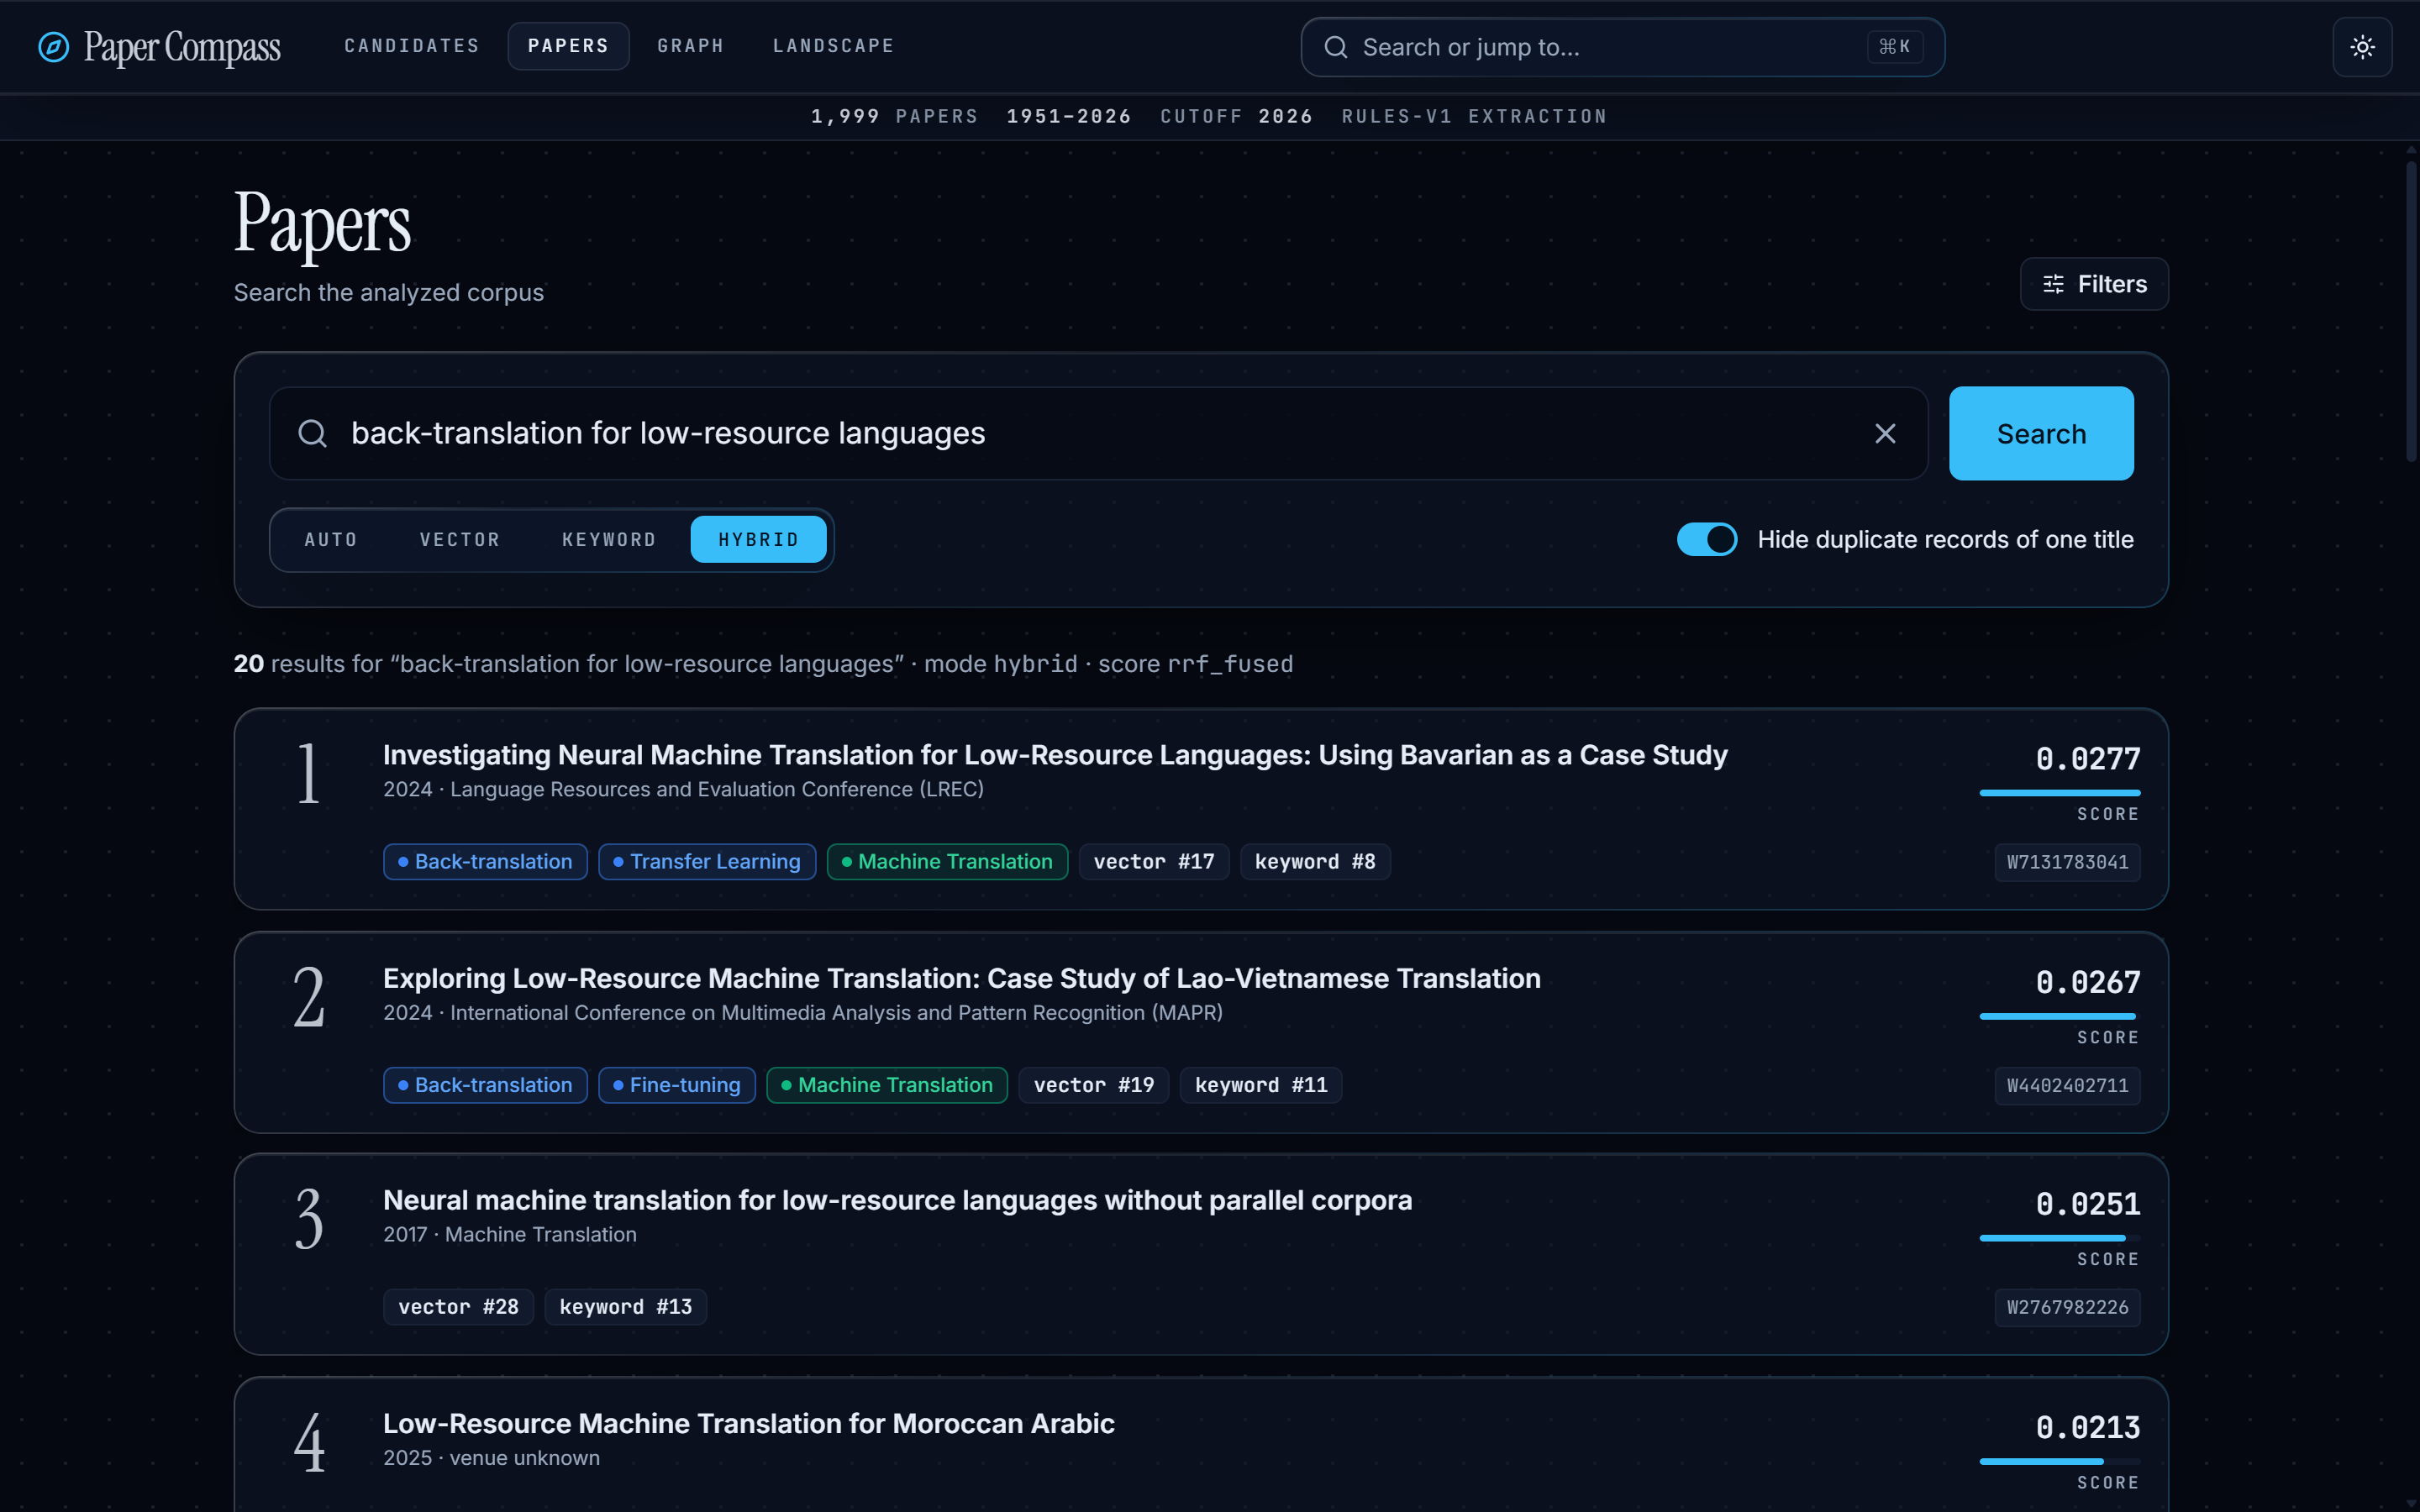 Paper Compass CANDIDATES PAPERS GRAPH LANDSCAPE Search or jump to... ⌘K
1,999 PAPERS 1951–2026 CUTOFF 2026 RULES-V1 EXTRACTION
Papers
Search the analyzed corpus
Filters
back-translation for low-resource languages
Search
AUTO VECTOR KEYWORD HYBRID Hide duplicate records of one title
20 results for “back-translation for low-resource languages” · mode hybrid · score rrf_fused
1 Investigating Neural Machine Translation for Low-Resource Languages: Using Bavarian as a Case Study 0.0277
2024 · Language Resources and Evaluation Conference (LREC)
SCORE
Back-translation Transfer Learning Machine Translation vector #17 keyword #8 W7131783041
2 Exploring Low-Resource Machine Translation: Case Study of Lao-Vietnamese Translation 0.0267
2024 · International Conference on Multimedia Analysis and Pattern Recognition (MAPR)
SCORE
Back-translation Fine-tuning Machine Translation vector #19 keyword #11 W4402402711
3 Neural machine translation for low-resource languages without parallel corpora 0.0251
2017 · Machine Translation
SCORE
vector #28 keyword #13 W2767982226
4 Low-Resource Machine Translation for Moroccan Arabic 0.0213
2025 · venue unknown
SCORE